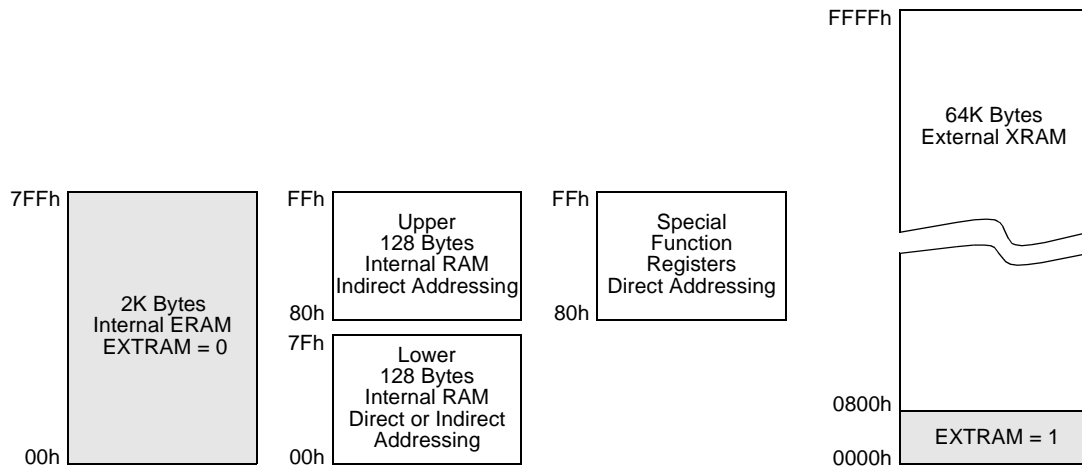 FFFFh
64K Bytes
External XRAM
7FFh
2K Bytes
Internal ERAM
EXTRAM = 0
00h
FFh
Upper
128 Bytes
Internal RAM
Indirect Addressing
80h
7Fh
Lower
128 Bytes
Internal RAM
Direct or Indirect
Addressing
00h
FFh
Special
Function
Registers
Direct Addressing
80h
0800h
EXTRAM = 1
0000h